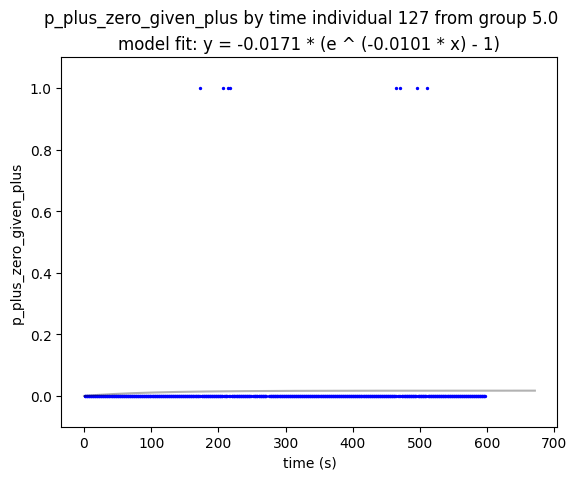 p_plus_zero_given_plus by time individual 127 from group 5.0
model fit: y = -0.0171 * (e ^ (-0.0101 * x) - 1)
p_plus_zero_given_plus
1.0
0.8
0.6
0.4
0.2
0.0
0 100 200 300 400 500 600 700
time (s)